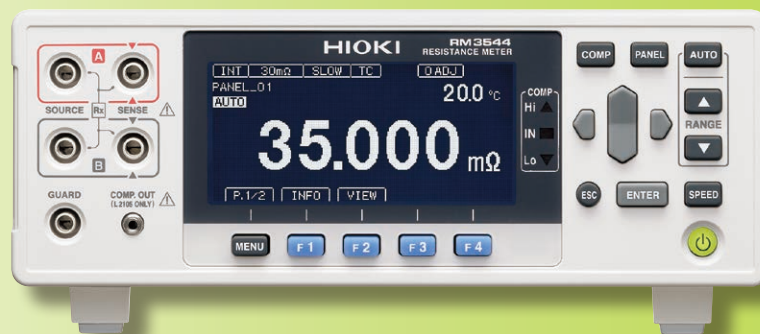 HIOKI
RM3544
RESISTANCE METER
A
SOURCE Rx SENSE
B
GUARD
COMP. OUT
(L2105 ONLY)
INT 30mΩ SLOW TC 0ADJ
PANEL_01
20.0 °C
AUTO
35.000 mΩ
P.1/2 INFO VIEW
COMP
Hi
IN
Lo
MENU F1 F2 F3 F4
COMP PANEL AUTO
RANGE
ESC ENTER SPEED